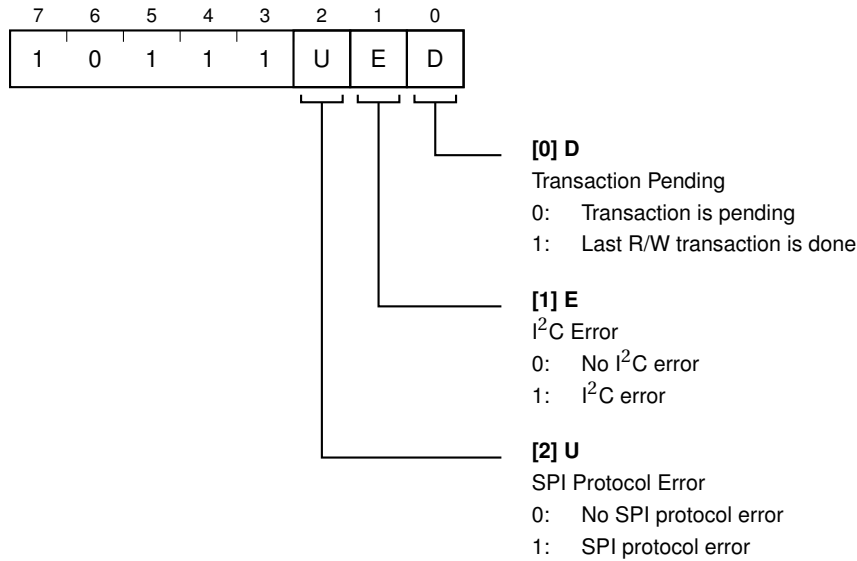 7 6 5 4 3 2 1 0
1 0 1 1 1 U E D
[0] D
Transaction Pending
0: Transaction is pending
1: Last R/W transaction is done
[1] E
I²C Error
0: No I²C error
1: I²C error
[2] U
SPI Protocol Error
0: No SPI protocol error
1: SPI protocol error